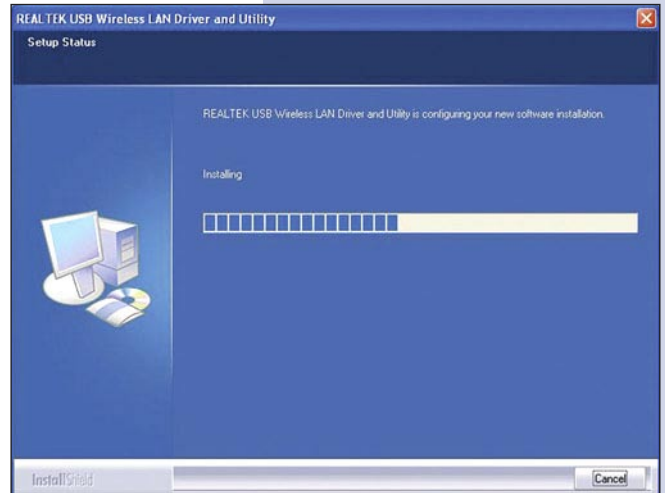 REALTEK USB Wireless LAN Driver and Utility
Setup Status
REALTEK USB Wireless LAN Driver and Utility is configuring your new software installation.
Installing
InstallShield
Cancel